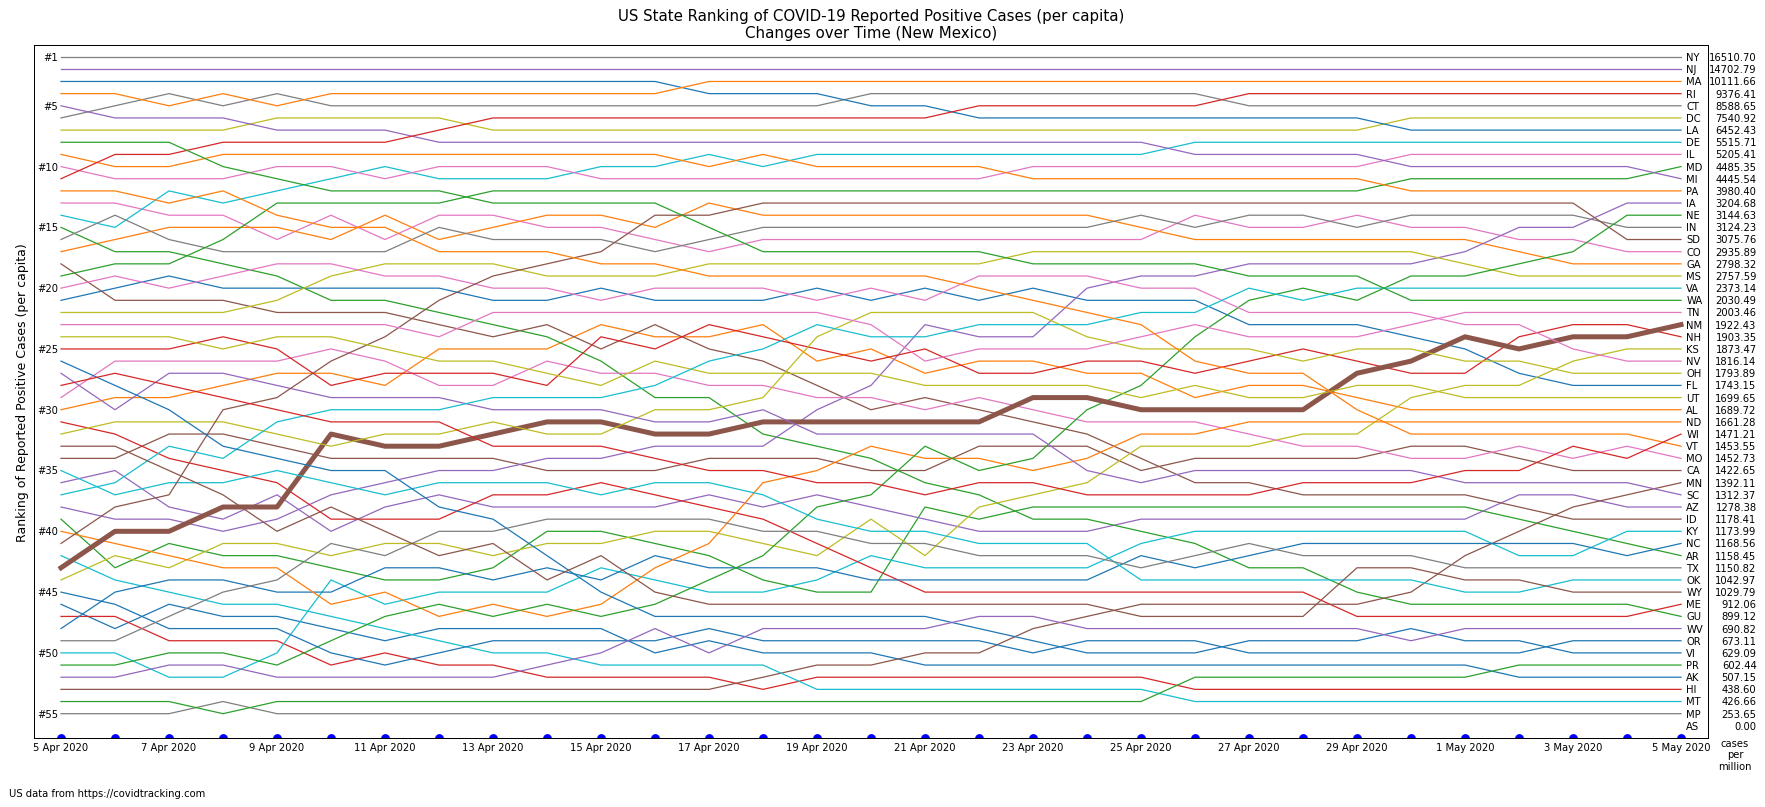 US State Ranking of COVID-19 Reported Positive Cases (per capita)
Changes over Time (New Mexico)
Ranking of Reported Positive Cases (per capita)
#1
#5
#10
#15
#20
#25
#30
#35
#40
#45
#50
#55
NY 16510.70
NJ 14702.79
MA 10111.66
RI 9376.41
CT 8588.65
DC 7540.92
LA 6452.43
DE 5515.71
IL 5205.41
MD 4485.35
MI 4445.54
PA 3980.40
IA 3204.68
NE 3144.63
IN 3124.23
SD 3075.76
CO 2935.89
GA 2798.32
MS 2757.59
VA 2373.14
WA 2030.49
TN 2003.46
NM 1922.43
NH 1903.35
KS 1873.47
NV 1816.14
OH 1793.89
FL 1743.15
UT 1699.65
AL 1689.72
ND 1661.28
WI 1471.21
VT 1453.55
MO 1452.73
CA 1422.65
MN 1392.11
SC 1312.37
AZ 1278.38
ID 1178.41
KY 1173.99
NC 1168.56
AR 1158.45
TX 1150.82
OK 1042.97
WY 1029.79
ME 912.06
GU 899.12
WV 690.82
OR 673.11
VI 629.09
PR 602.44
AK 507.15
HI 438.60
MT 426.66
MP 253.65
AS 0.00
5 Apr 2020 7 Apr 2020 9 Apr 2020 11 Apr 2020 13 Apr 2020 15 Apr 2020 17 Apr 2020 19 Apr 2020 21 Apr 2020 23 Apr 2020 25 Apr 2020 27 Apr 2020 29 Apr 2020 1 May 2020 3 May 2020 5 May 2020
cases
per
million
US data from https://covidtracking.com